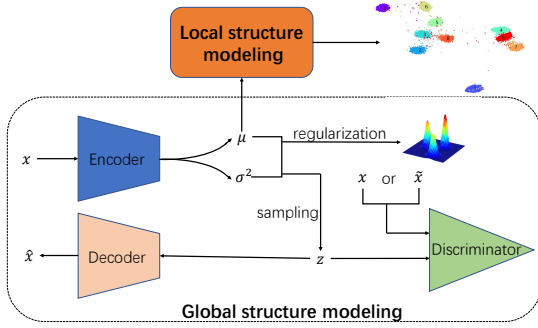 Local structure
modeling
x
Encoder
μ
σ²
regularization
sampling
x or x̃
x̂
Decoder
z
Discriminator
Global structure modeling